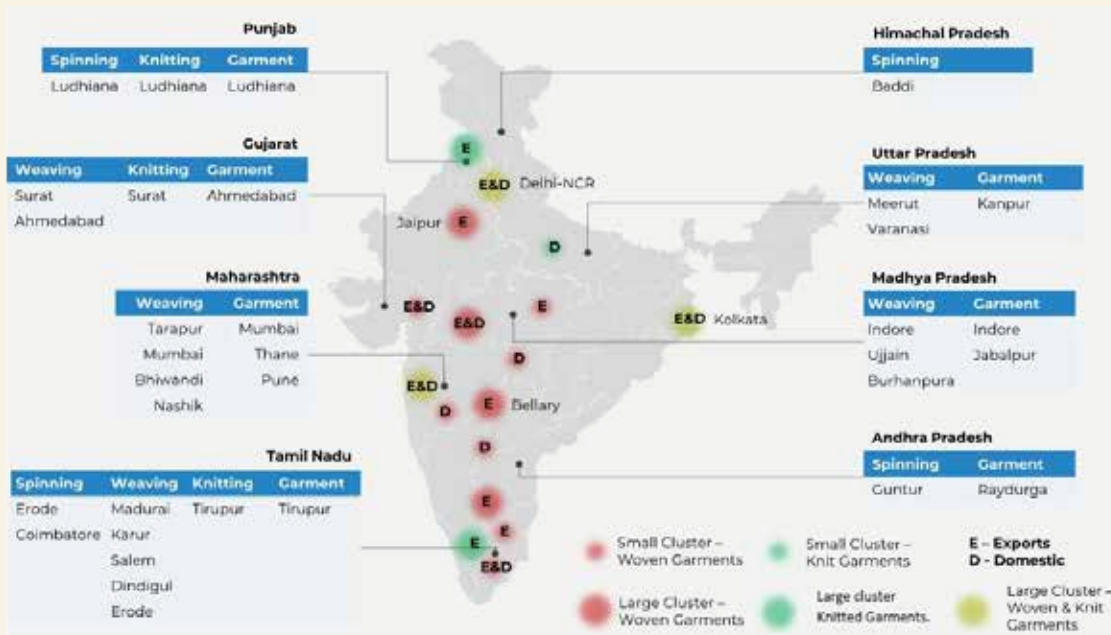 Punjab
Spinning Knitting Garment
Ludhiana Ludhiana Ludhiana
Gujarat
Weaving Knitting Garment
Surat Surat Ahmedabad
Ahmedabad
Maharashtra
Weaving Garment
Tarapur Mumbai
Mumbai Thane
Bhiwandi Pune
Nashik
Tamil Nadu
Spinning Weaving Knitting Garment
Erode Madurai Tirupur Tirupur
Coimbatore Karur
Salem
Dindigul
Erode
E
E&D Delhi-NCR
Jaipur E
D
E&D
E&D
E
E&D Kolkata
D
E&D
D
E Bellary
D
E
E
E
E&D
Himachal Pradesh
Spinning
Baddi
Uttar Pradesh
Weaving Garment
Meerut Kanpur
Varanasi
Madhya Pradesh
Weaving Garment
Indore Indore
Ujjain Jabalpur
Burhanpura
Andhra Pradesh
Spinning Garment
Guntur Raydurga
Small Cluster –
Woven Garments
Small Cluster –
Knit Garments
E – Exports
D - Domestic
Large Cluster –
Woven Garments
Large cluster
Knitted Garments.
Large Cluster –
Woven & Knit
Garments